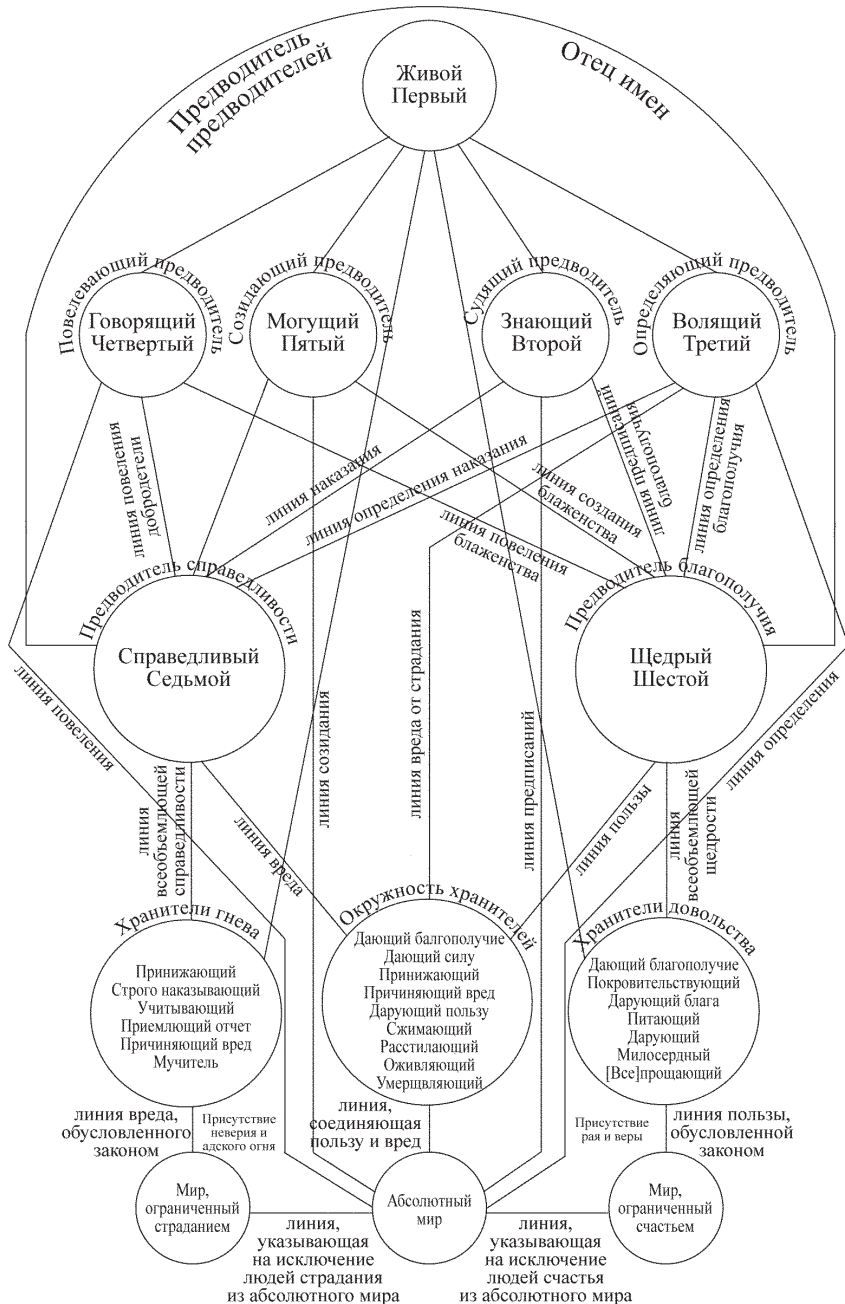 Предводитель
предводителей
Отец имен
Живой
Первый
Повелевающий предводитель
Говорящий
Четвертый
Созидающий предводитель
Могущий
Пятый
Судящий предводитель
Знающий
Второй
Определяющий предводитель
Волящий
Третий
линия повеления
добродетели
линия наказания
линия определения наказания
линия повеления
блаженства
линия создания
блаженства
линия предписаний
благополучия
линия определения
благополучия
Предводитель справедливости
Справедливый
Седьмой
Предводитель благополучия
Щедрый
Шестой
линия повеления
линия созидания
линия вреда от страдания
линия предписаний
линия определения
линия
всеобъемлющей
справедливости
линия вреда
линия пользы
линия
всеобъемлющей
щедрости
Хранители гнева
Принижающий
Строго наказывающий
Учитывающий
Приемлющий отчет
Причиняющий вред
Мучитель
Окружность хранителей
Дающий балгополучие
Дающий силу
Принижающий
Причиняющий вред
Дарующий пользу
Сжимающий
Расстилающий
Оживляющий
Умерщвляющий
Хранители довольства
Дающий благополучие
Покровительствующий
Дарующий блага
Питающий
Дарующий
Милосердный
[Все]прощающий
линия вреда,
обусловленного
законом
Присутствие
неверия и
адского огня
линия,
соединяющая
пользу и вред
Присутствие
рая и веры
линия пользы,
обусловленной
законом
Мир,
ограниченный
страданием
Абсолютный
мир
Мир,
ограниченный
счастьем
линия,
указывающая
на исключение
людей страдания
из абсолютного мира
линия,
указывающая
на исключение
людей счастья
из абсолютного мира